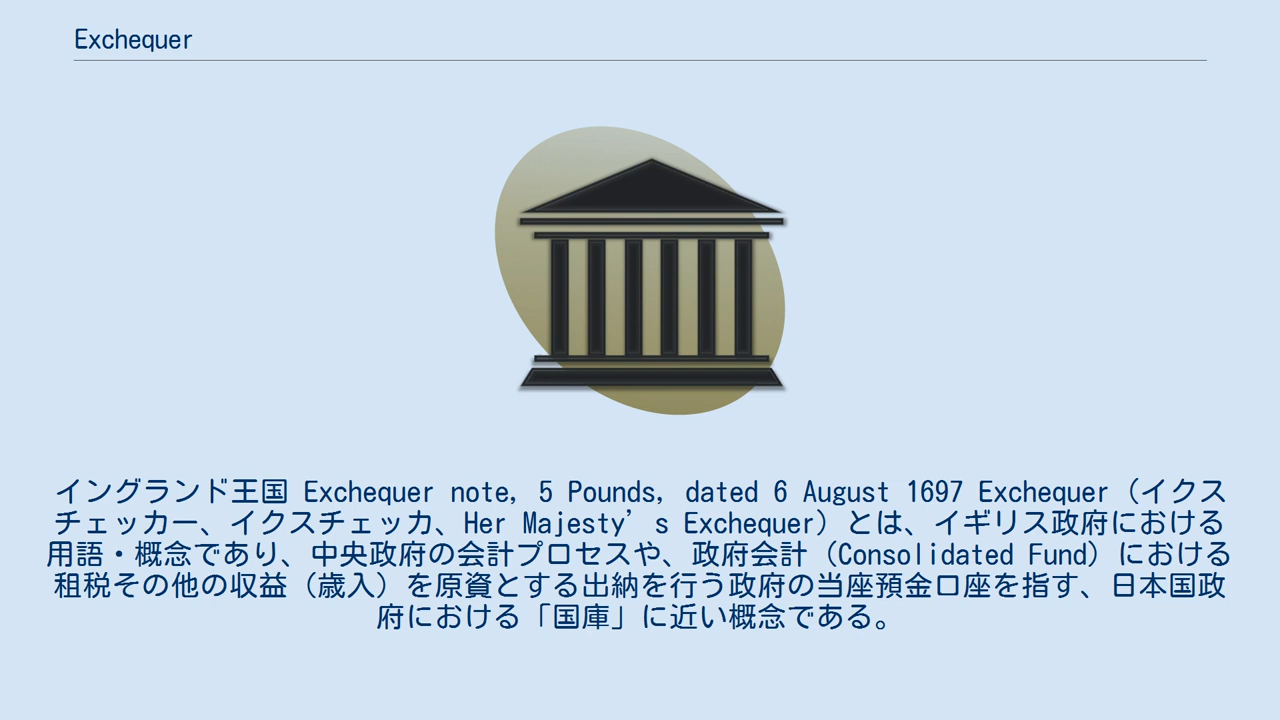 Exchequer
イングランド王国 Exchequer note, 5 Pounds, dated 6 August 1697 Exchequer（イクス
チェッカー、イクスチェッカ、Her Majesty’s Exchequer）とは、イギリス政府における
用語・概念であり、中央政府の会計プロセスや、政府会計（Consolidated Fund）における
租税その他の収益（歳入）を原資とする出納を行う政府の当座預金口座を指す、日本国政
府における「国庫」に近い概念である。